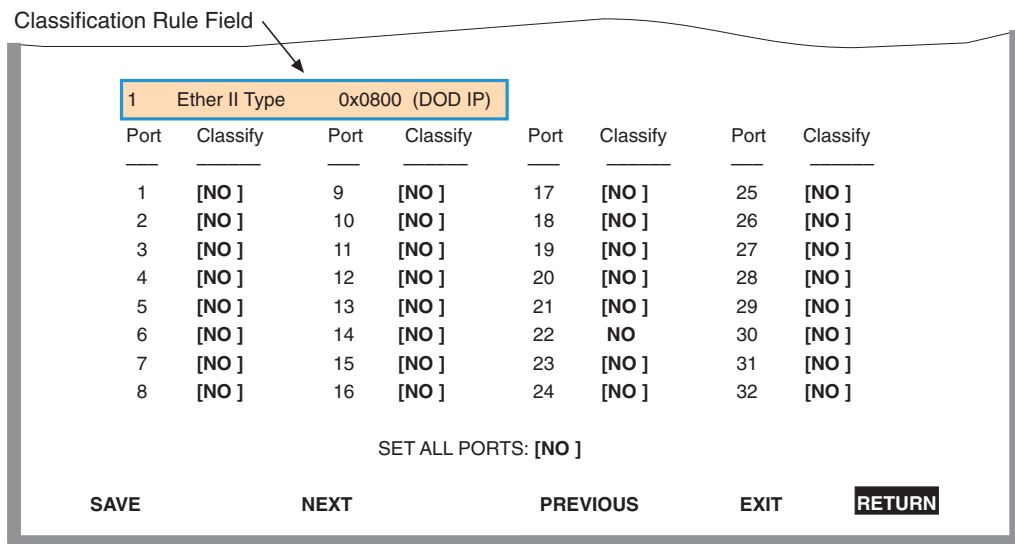 Classification Rule Field
1 Ether II Type 0x0800 (DOD IP)
Port Classify Port Classify Port Classify Port Classify
1 [NO ] 9 [NO ] 17 [NO ] 25 [NO ]
2 [NO ] 10 [NO ] 18 [NO ] 26 [NO ]
3 [NO ] 11 [NO ] 19 [NO ] 27 [NO ]
4 [NO ] 12 [NO ] 20 [NO ] 28 [NO ]
5 [NO ] 13 [NO ] 21 [NO ] 29 [NO ]
6 [NO ] 14 [NO ] 22 NO 30 [NO ]
7 [NO ] 15 [NO ] 23 [NO ] 31 [NO ]
8 [NO ] 16 [NO ] 24 [NO ] 32 [NO ]
SET ALL PORTS: [NO ]
SAVE NEXT PREVIOUS EXIT RETURN